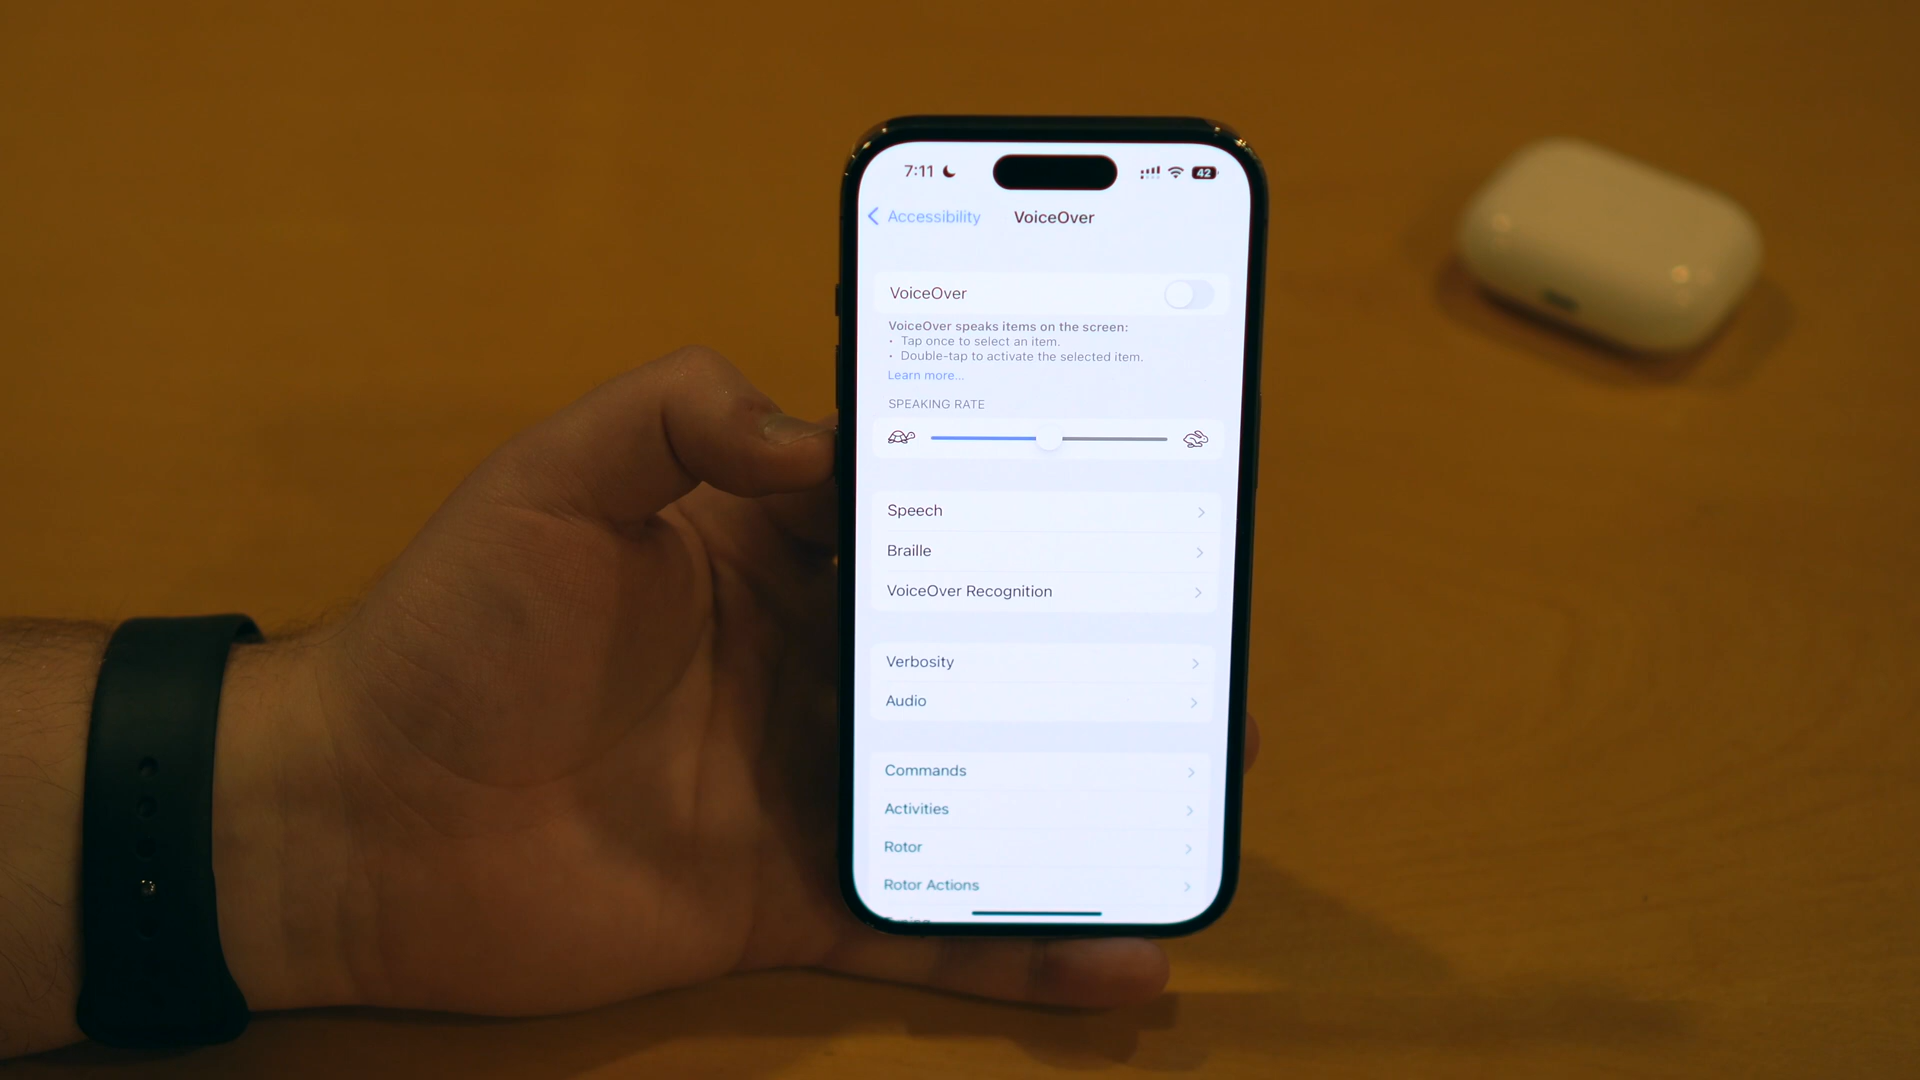 7:11
42
Accessibility
VoiceOver
VoiceOver
VoiceOver speaks items on the screen:
• Tap once to select an item.
• Double-tap to activate the selected item.
Learn more...
SPEAKING RATE
Speech
Braille
VoiceOver Recognition
Verbosity
Audio
Commands
Activities
Rotor
Rotor Actions